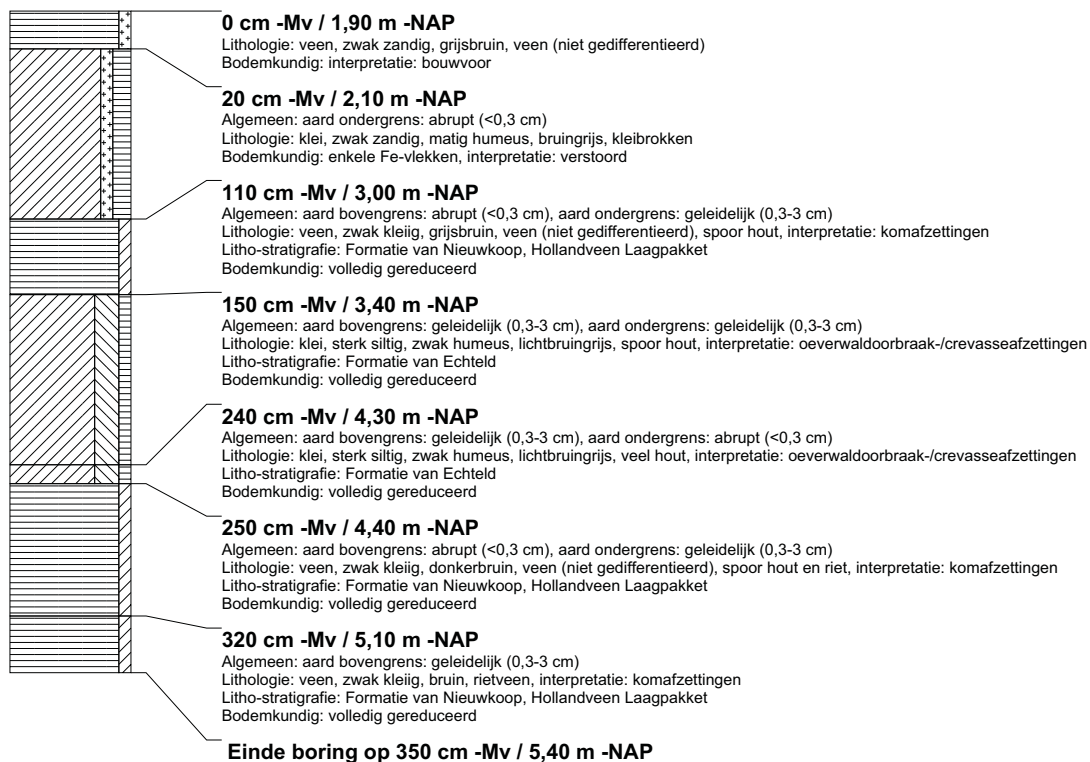 0 cm -Mv / 1,90 m -NAP
Lithologie: veen, zwak zandig, grijsbruin, veen (niet gedifferentieerd)
Bodemkundig: interpretatie: bouwvoor
20 cm -Mv / 2,10 m -NAP
Algemeen: aard ondergrens: abrupt (<0,3 cm)
Lithologie: klei, zwak zandig, matig humeus, bruingrijs, kleibrokken
Bodemkundig: enkele Fe-vlekken, interpretatie: verstoord
110 cm -Mv / 3,00 m -NAP
Algemeen: aard bovengrens: abrupt (<0,3 cm), aard ondergrens: geleidelijk (0,3-3 cm)
Lithologie: veen, zwak kleiig, grijsbruin, veen (niet gedifferentieerd), spoor hout, interpretatie: komafzettingen
Litho-stratigrafie: Formatie van Nieuwkoop, Hollandveen Laagpakket
Bodemkundig: volledig gereduceerd
150 cm -Mv / 3,40 m -NAP
Algemeen: aard bovengrens: geleidelijk (0,3-3 cm), aard ondergrens: geleidelijk (0,3-3 cm)
Lithologie: klei, sterk siltig, zwak humeus, lichtbruingrijs, spoor hout, interpretatie: oeverwaldoorbraak-/crevasseafzettingen
Litho-stratigrafie: Formatie van Echteld
Bodemkundig: volledig gereduceerd
240 cm -Mv / 4,30 m -NAP
Algemeen: aard bovengrens: geleidelijk (0,3-3 cm), aard ondergrens: abrupt (<0,3 cm)
Lithologie: klei, sterk siltig, zwak humeus, lichtbruingrijs, veel hout, interpretatie: oeverwaldoorbraak-/crevasseafzettingen
Litho-stratigrafie: Formatie van Echteld
Bodemkundig: volledig gereduceerd
250 cm -Mv / 4,40 m -NAP
Algemeen: aard bovengrens: abrupt (<0,3 cm), aard ondergrens: geleidelijk (0,3-3 cm)
Lithologie: veen, zwak kleiig, donkerbruin, veen (niet gedifferentieerd), spoor hout en riet, interpretatie: komafzettingen
Litho-stratigrafie: Formatie van Nieuwkoop, Hollandveen Laagpakket
Bodemkundig: volledig gereduceerd
320 cm -Mv / 5,10 m -NAP
Algemeen: aard bovengrens: geleidelijk (0,3-3 cm)
Lithologie: veen, zwak kleiig, bruin, rietveen, interpretatie: komafzettingen
Litho-stratigrafie: Formatie van Nieuwkoop, Hollandveen Laagpakket
Bodemkundig: volledig gereduceerd
Einde boring op 350 cm -Mv / 5,40 m -NAP